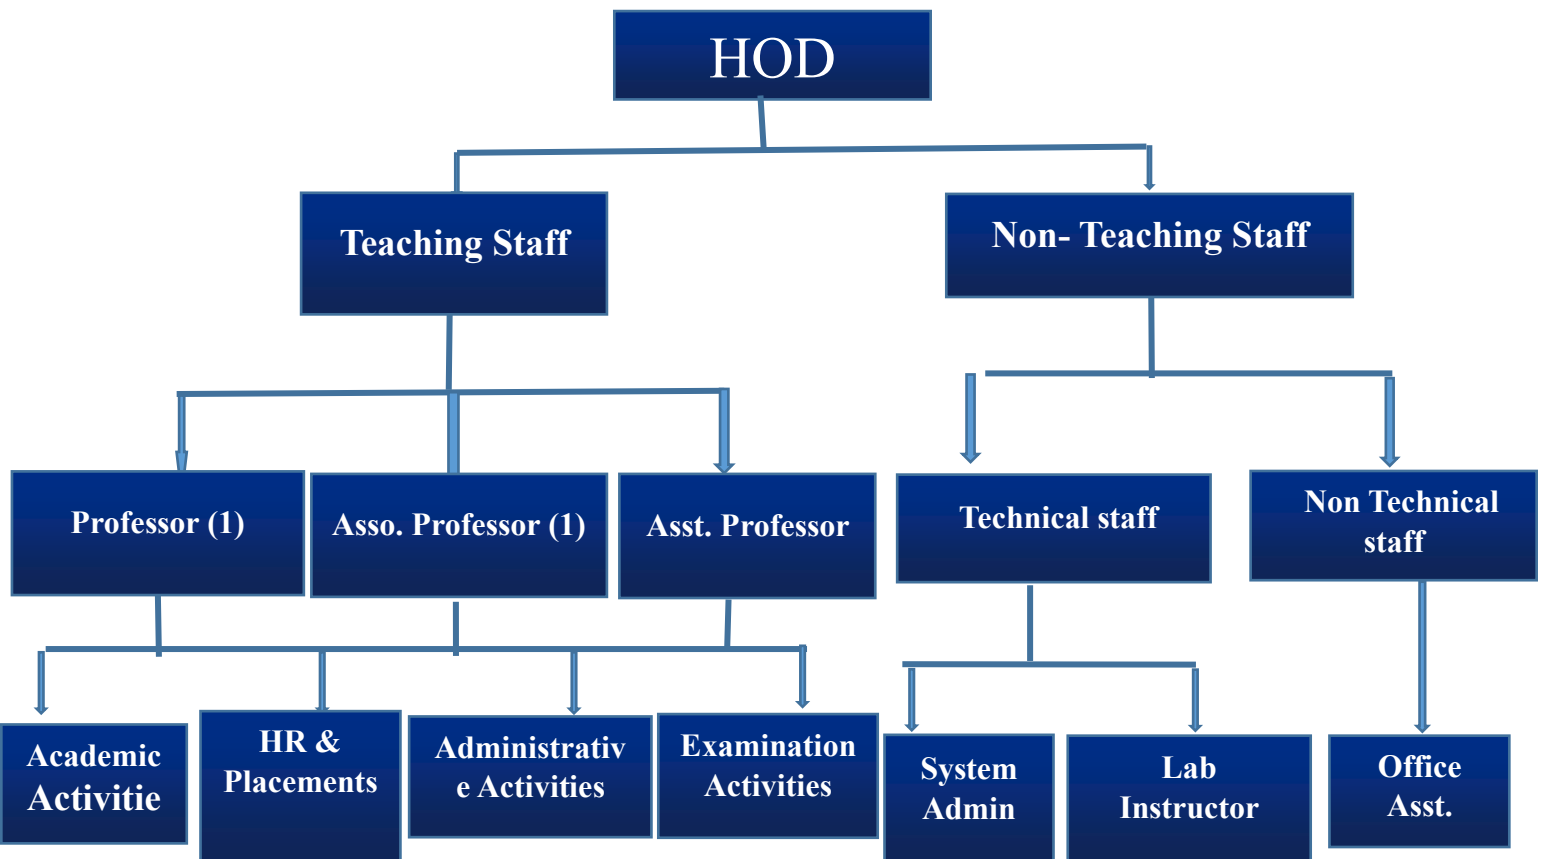 HOD
Teaching Staff
Non- Teaching Staff
Professor (1)
Asso. Professor (1)
Asst. Professor
Technical staff
Non Technical
staff
Academic
Activitie
HR &
Placements
Administrativ
e Activities
Examination
Activities
System
Admin
Lab
Instructor
Office
Asst.